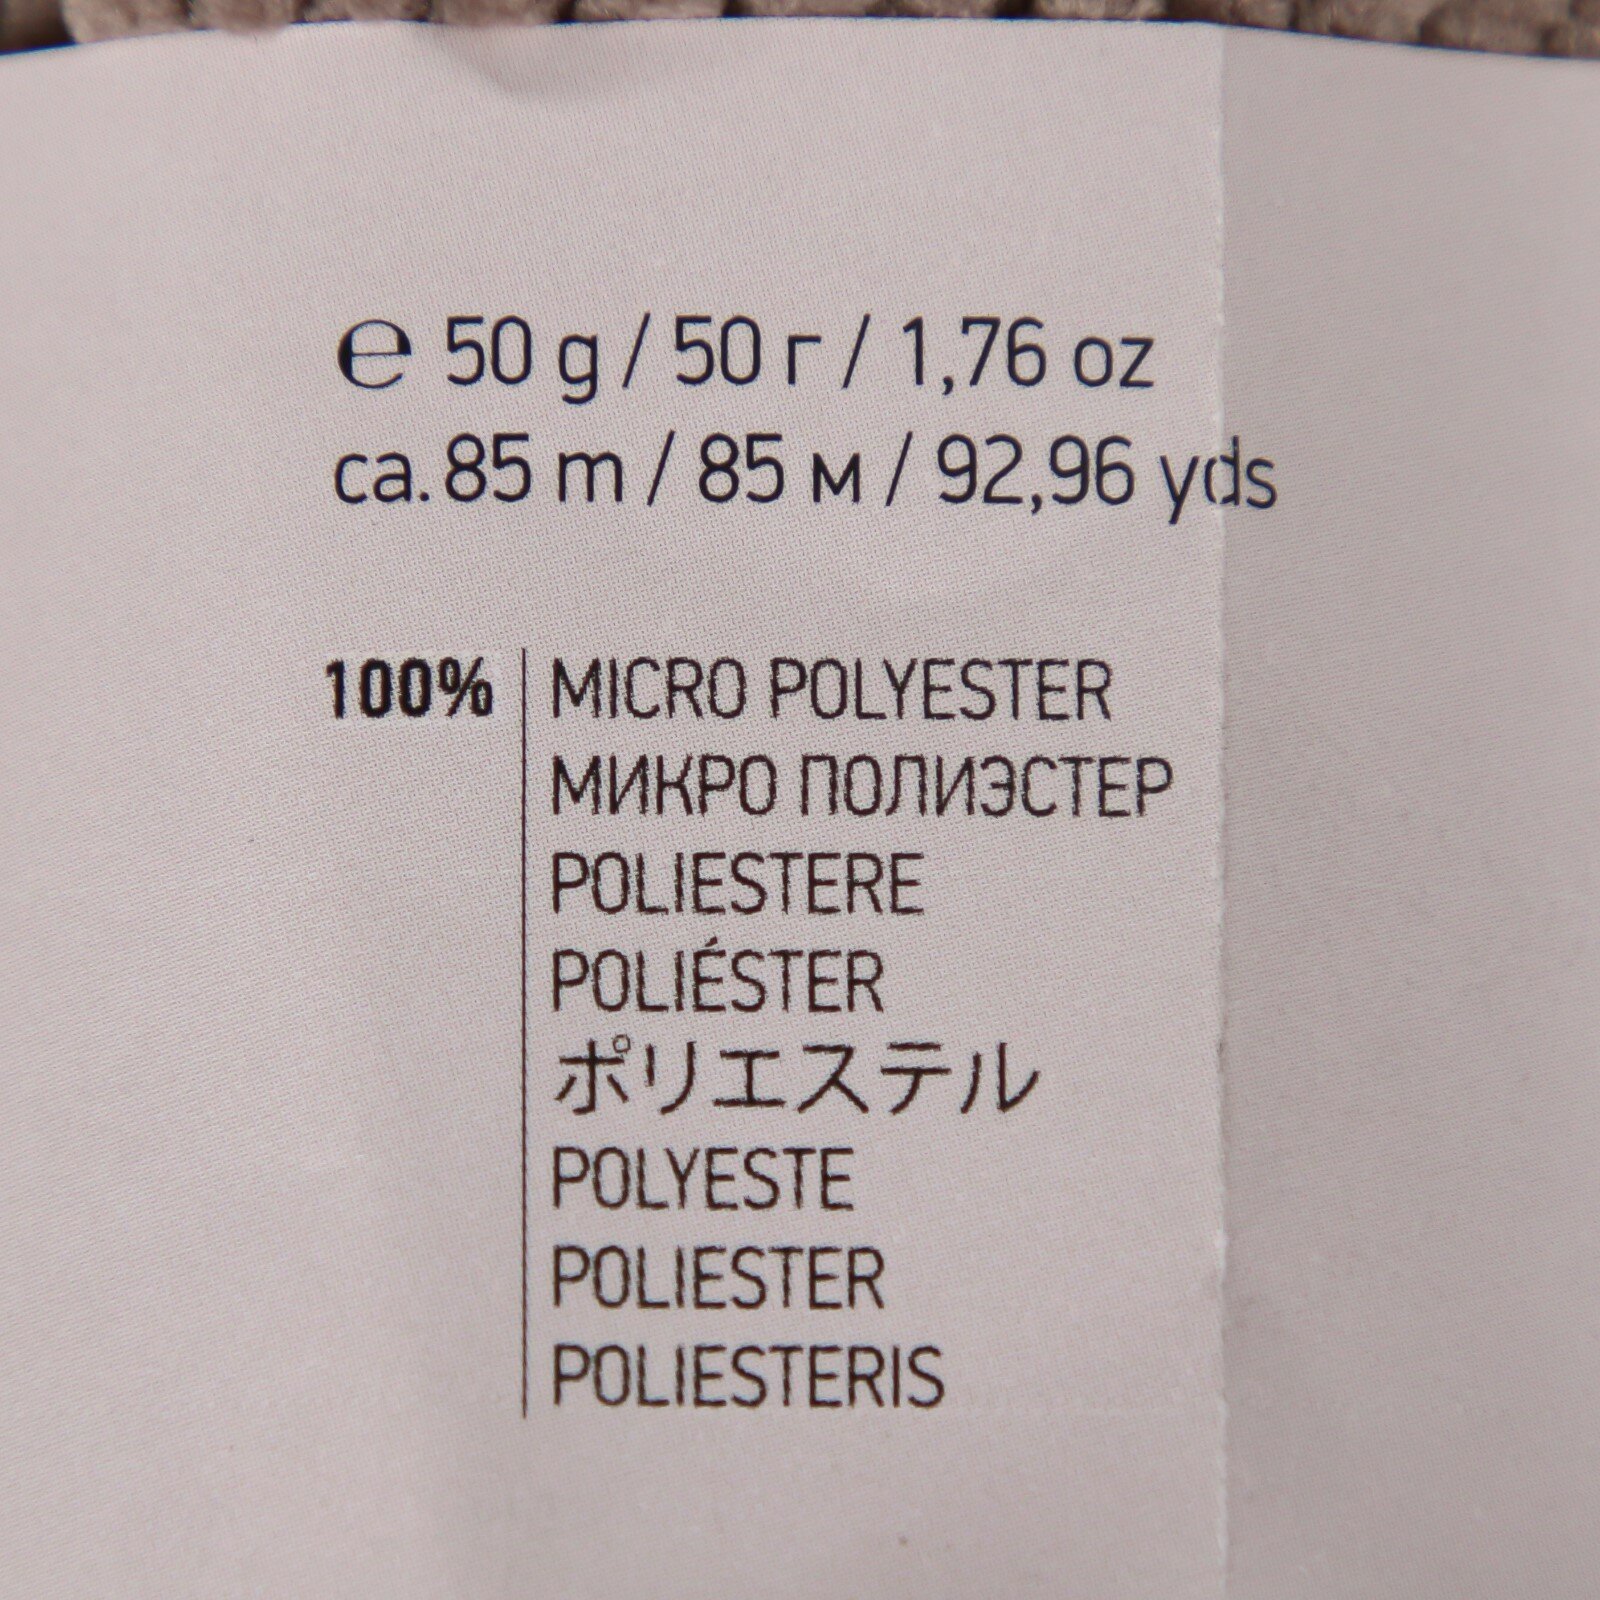 ℮ 50 g / 50 г / 1,76 oz
ca. 85 m / 85 м / 92,96 yds
100% MICRO POLYESTER
МИКРО ПОЛИЭСТЕР
POLIESTERE
POLIÉSTER
ポリエステル
POLYESTE
POLIESTER
POLIESTERIS